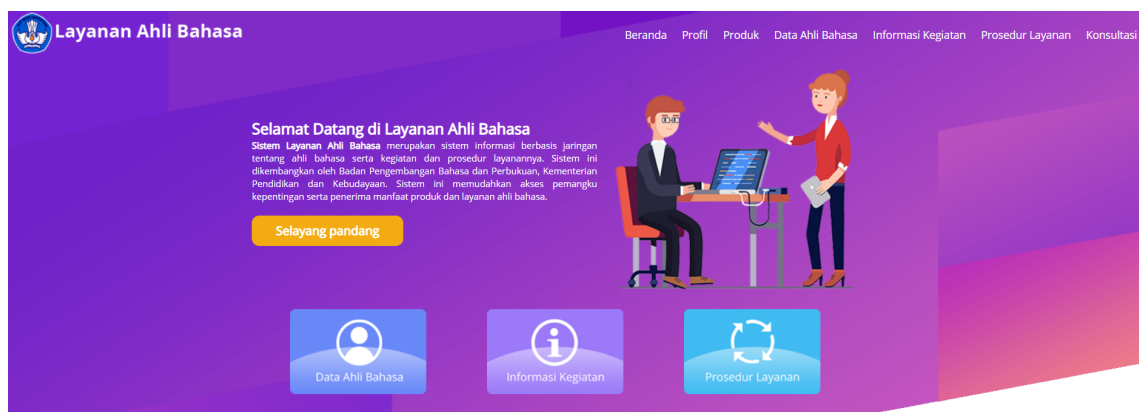 Layanan Ahli Bahasa
Beranda Profil Produk Data Ahli Bahasa Informasi Kegiatan Prosedur Layanan Konsultasi
Selamat Datang di Layanan Ahli Bahasa
Sistem Layanan Ahli Bahasa merupakan sistem informasi berbasis jaringan
tentang ahli bahasa serta kegiatan dan prosedur layanannya. Sistem ini
dikembangkan oleh Badan Pengembangan Bahasa dan Perbukuan, Kementerian
Pendidikan dan Kebudayaan. Sistem ini memudahkan akses pemangku
kepentingan serta penerima manfaat produk dan layanan ahli bahasa.
Selayang pandang
Data Ahli Bahasa
Informasi Kegiatan
Prosedur Layanan